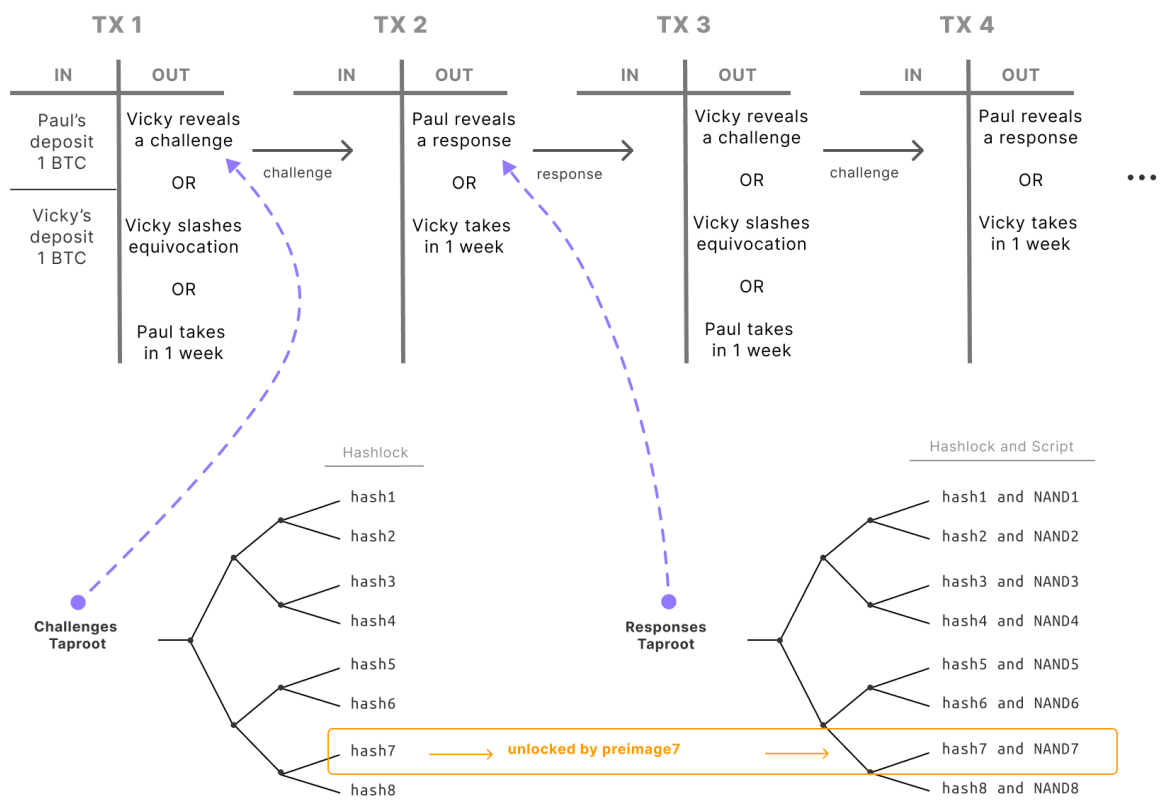 TX 1
IN
OUT
Paul's
deposit
1 BTC
Vicky's
deposit
1 BTC
Vicky reveals
a challenge
OR
Vicky slashes
equivocation
OR
Paul takes
in 1 week
challenge
TX 2
IN
OUT
Paul reveals
a response
OR
Vicky takes
in 1 week
response
TX 3
IN
OUT
Vicky reveals
a challenge
OR
Vicky slashes
equivocation
OR
Paul takes
in 1 week
challenge
TX 4
IN
OUT
Paul reveals
a response
OR
Vicky takes
in 1 week
...
Challenges
Taproot
Hashlock
hash1
hash2
hash3
hash4
hash5
hash6
hash7
hash8
unlocked by preimage7
Responses
Taproot
Hashlock and Script
hash1 and NAND1
hash2 and NAND2
hash3 and NAND3
hash4 and NAND4
hash5 and NAND5
hash6 and NAND6
hash7 and NAND7
hash8 and NAND8